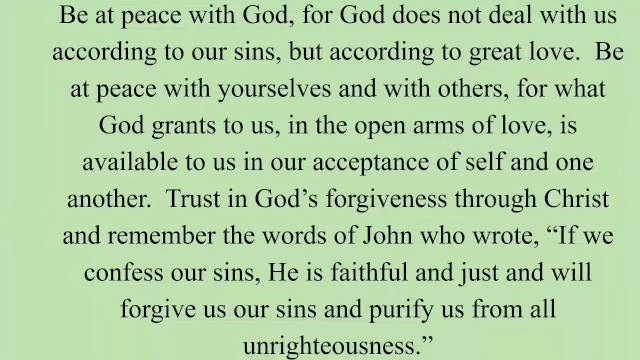 Be at peace with God, for God does not deal with us
according to our sins, but according to great love.  Be
at peace with yourselves and with others, for what
God grants to us, in the open arms of love, is
available to us in our acceptance of self and one
another.  Trust in God’s forgiveness through Christ
and remember the words of John who wrote, “If we
confess our sins, He is faithful and just and will
forgive us our sins and purify us from all
unrighteousness.”